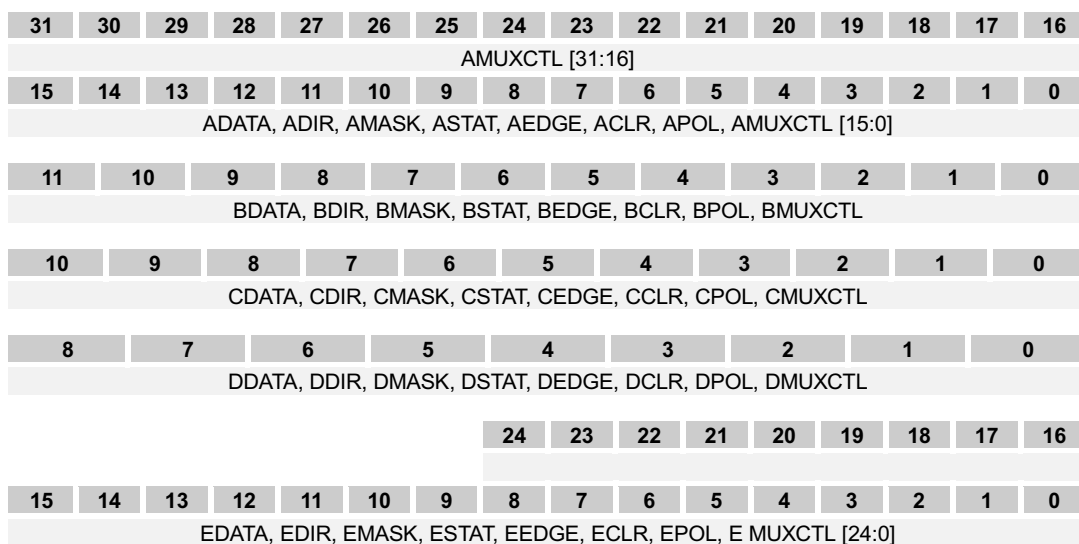 31 30 29 28 27 26 25 24 23 22 21 20 19 18 17 16
AMUXCTL [31:16]
15 14 13 12 11 10 9 8 7 6 5 4 3 2 1 0
ADATA, ADIR, AMASK, ASTAT, AEDGE, ACLR, APOL, AMUXCTL [15:0]
11 10 9 8 7 6 5 4 3 2 1 0
BDATA, BDIR, BMASK, BSTAT, BEDGE, BCLR, BPOL, BMUXCTL
10 9 8 7 6 5 4 3 2 1 0
CDATA, CDIR, CMASK, CSTAT, CEDGE, CCLR, CPOL, CMUXCTL
8 7 6 5 4 3 2 1 0
DDATA, DDIR, DMASK, DSTAT, DEDGE, DCLR, DPOL, DMUXCTL
24 23 22 21 20 19 18 17 16
15 14 13 12 11 10 9 8 7 6 5 4 3 2 1 0
EDATA, EDIR, EMASK, ESTAT, EEDGE, ECLR, EPOL, E MUXCTL [24:0]